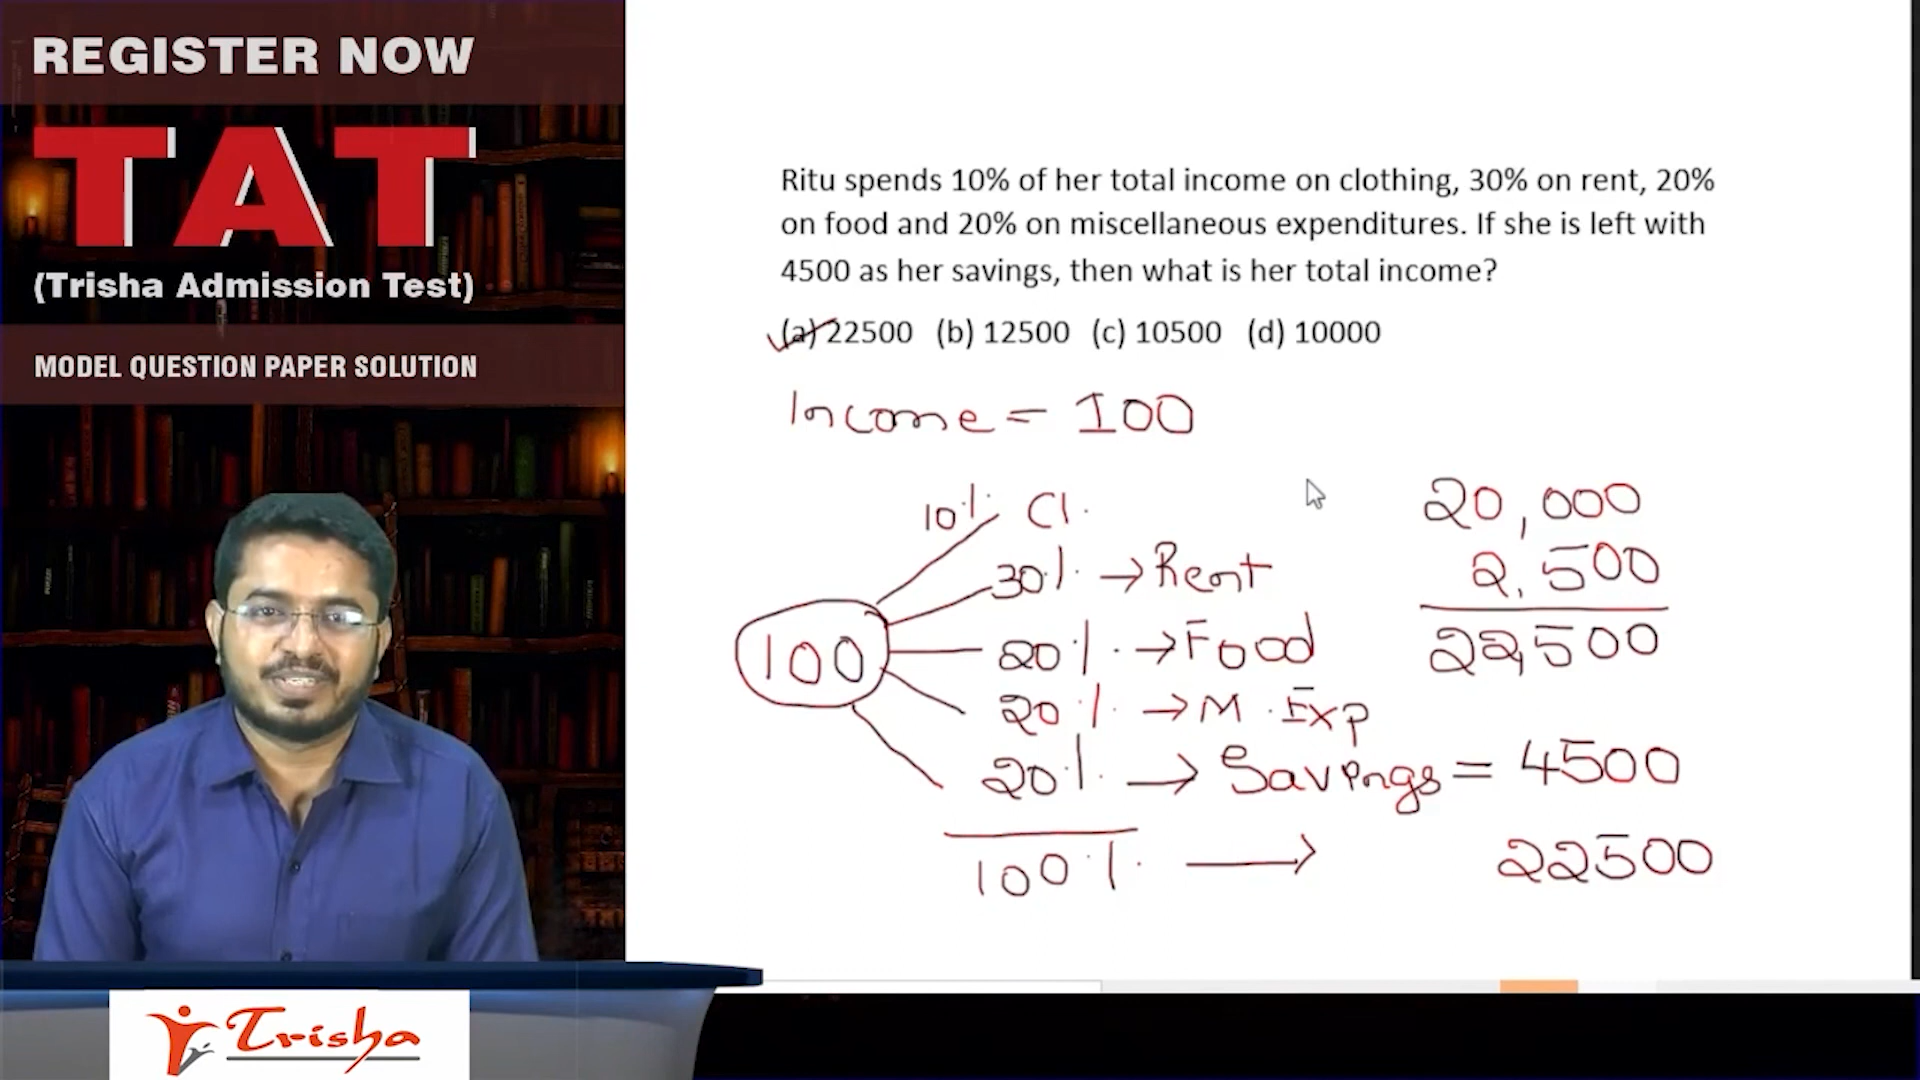 REGISTER NOW
TAT
(Trisha Admission Test)
MODEL QUESTION PAPER SOLUTION
Trisha
Ritu spends 10% of her total income on clothing, 30% on rent, 20%
on food and 20% on miscellaneous expenditures. If she is left with
4500 as her savings, then what is her total income?
(a) 22500 (b) 12500 (c) 10500 (d) 10000
Income = 100
10% Cl.
30% → Rent
100
20% → Food
20% → M.Exp
20% → Savings = 4500
100% → 22500
20,000
2,500
22,500